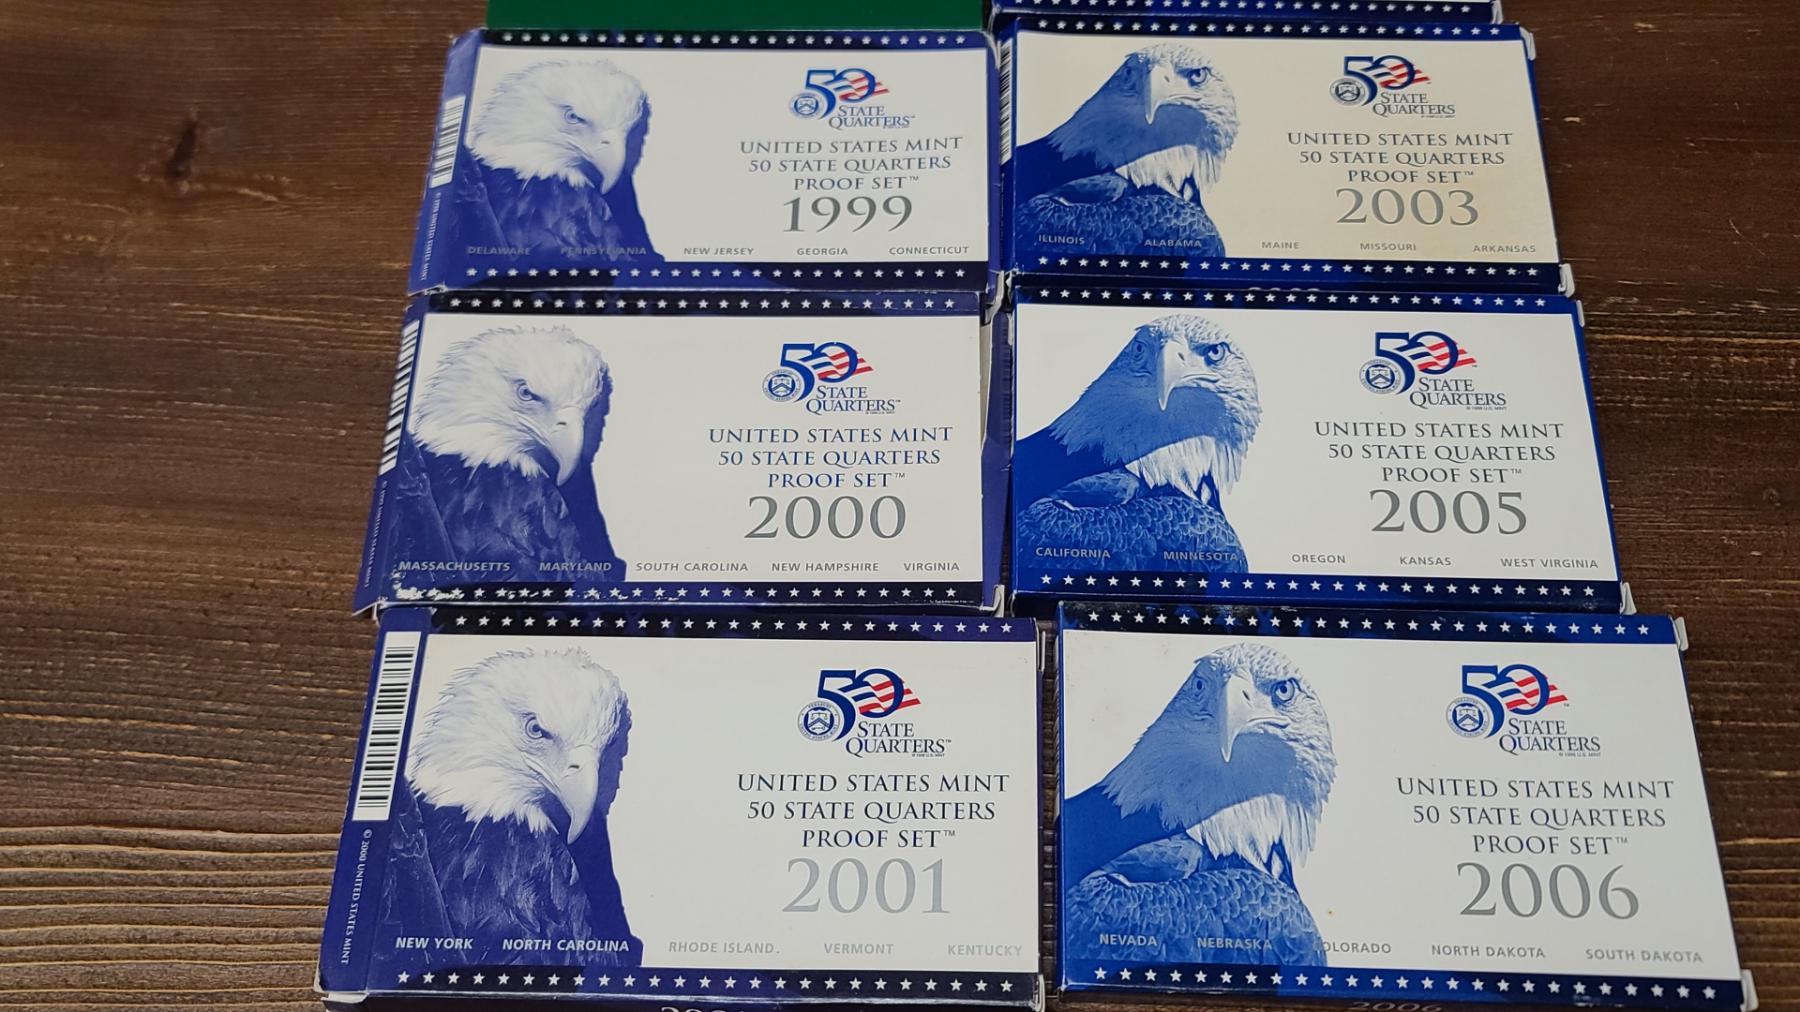 50
STATE
QUARTERS™
UNITED STATES MINT
50 STATE QUARTERS
PROOF SET™
1999
DELAWARE PENNSYLVANIA NEW JERSEY GEORGIA CONNECTICUT
50
STATE
QUARTERS
UNITED STATES MINT
50 STATE QUARTERS
PROOF SET™
2003
ILLINOIS ALABAMA MAINE MISSOURI ARKANSAS
50
STATE
QUARTERS™
UNITED STATES MINT
50 STATE QUARTERS
PROOF SET™
2000
MASSACHUSETTS MARYLAND SOUTH CAROLINA NEW HAMPSHIRE VIRGINIA
50
STATE
QUARTERS
UNITED STATES MINT
50 STATE QUARTERS
PROOF SET™
2005
CALIFORNIA MINNESOTA OREGON KANSAS WEST VIRGINIA
50
STATE
QUARTERS™
UNITED STATES MINT
50 STATE QUARTERS
PROOF SET™
2001
NEW YORK NORTH CAROLINA RHODE ISLAND. VERMONT KENTUCKY
© 2000 UNITED STATES MINT
50
STATE
QUARTERS
UNITED STATES MINT
50 STATE QUARTERS
PROOF SET™
2006
NEVADA NEBRASKA COLORADO NORTH DAKOTA SOUTH DAKOTA
2006